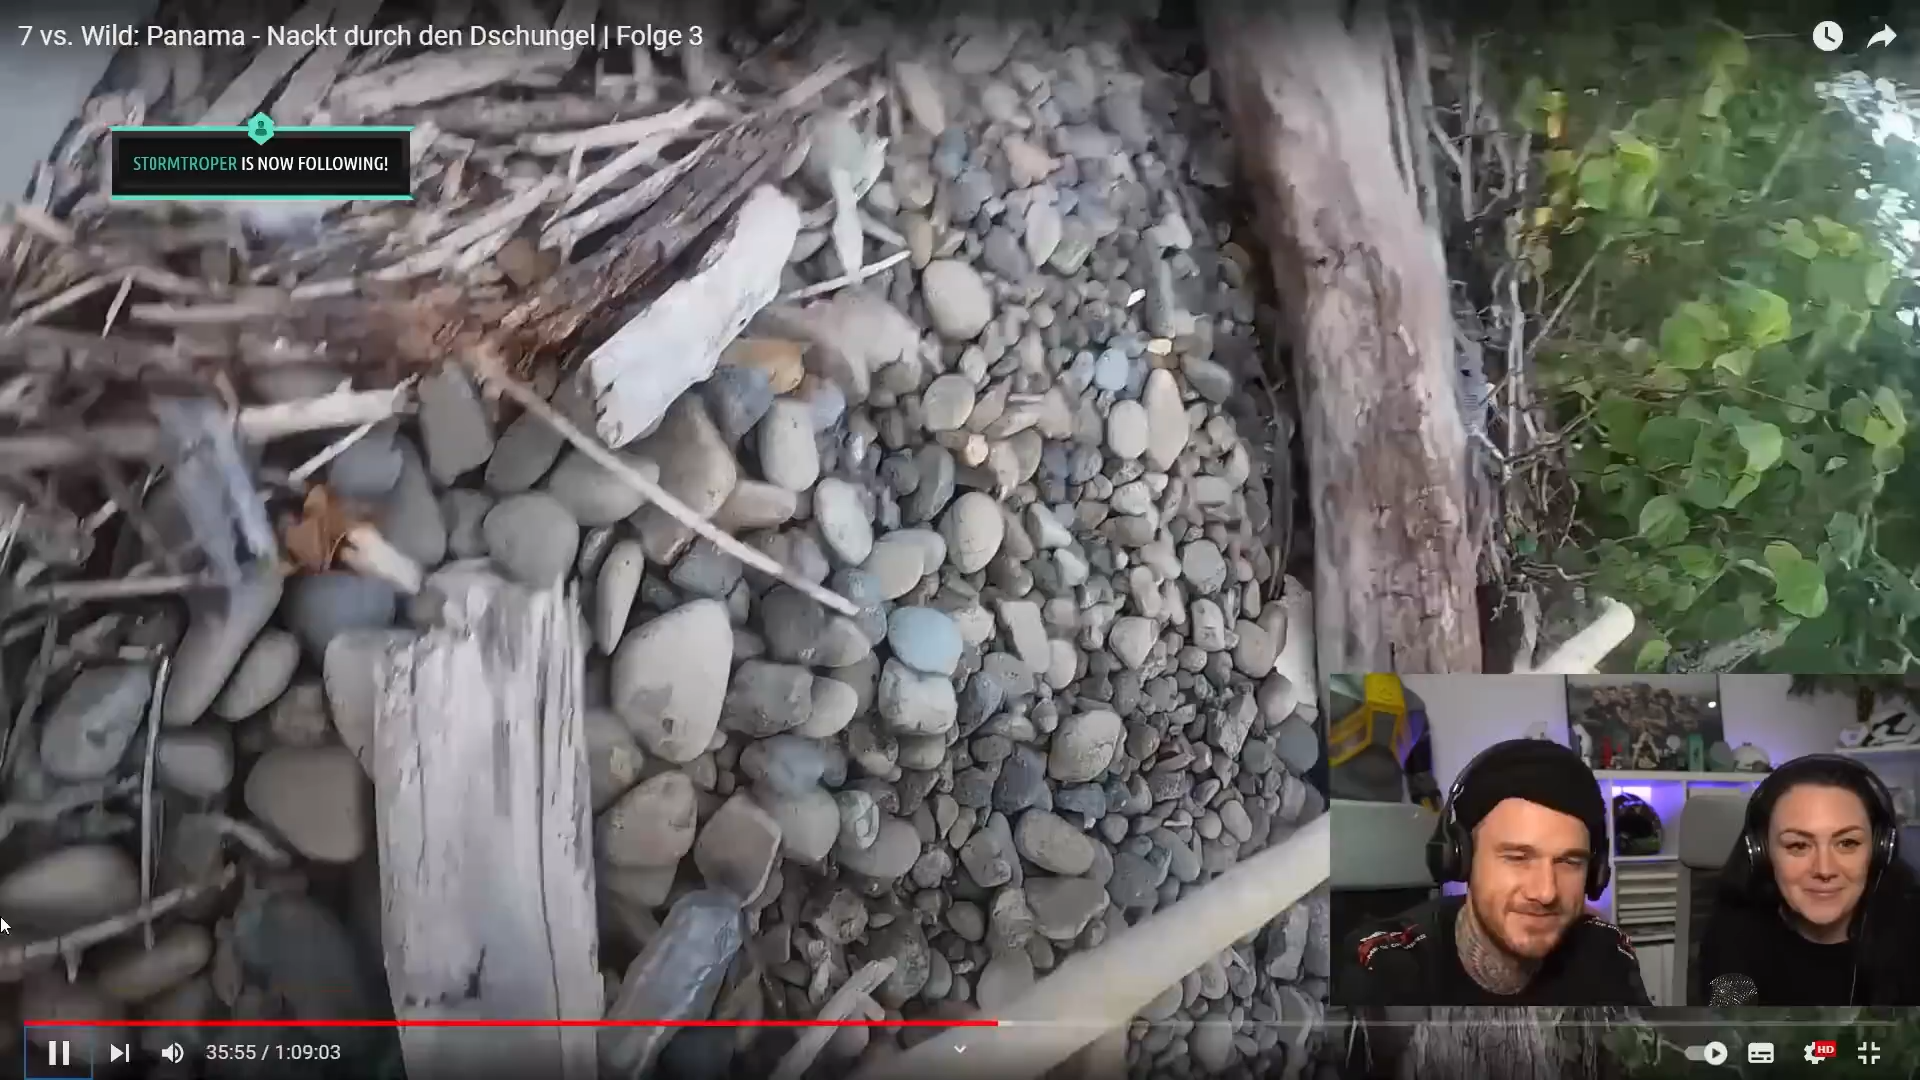 7 vs. Wild: Panama - Nackt durch den Dschungel | Folge 3
ST0RMTROPER IS NOW FOLLOWING!
35:55 / 1:09:03
HD